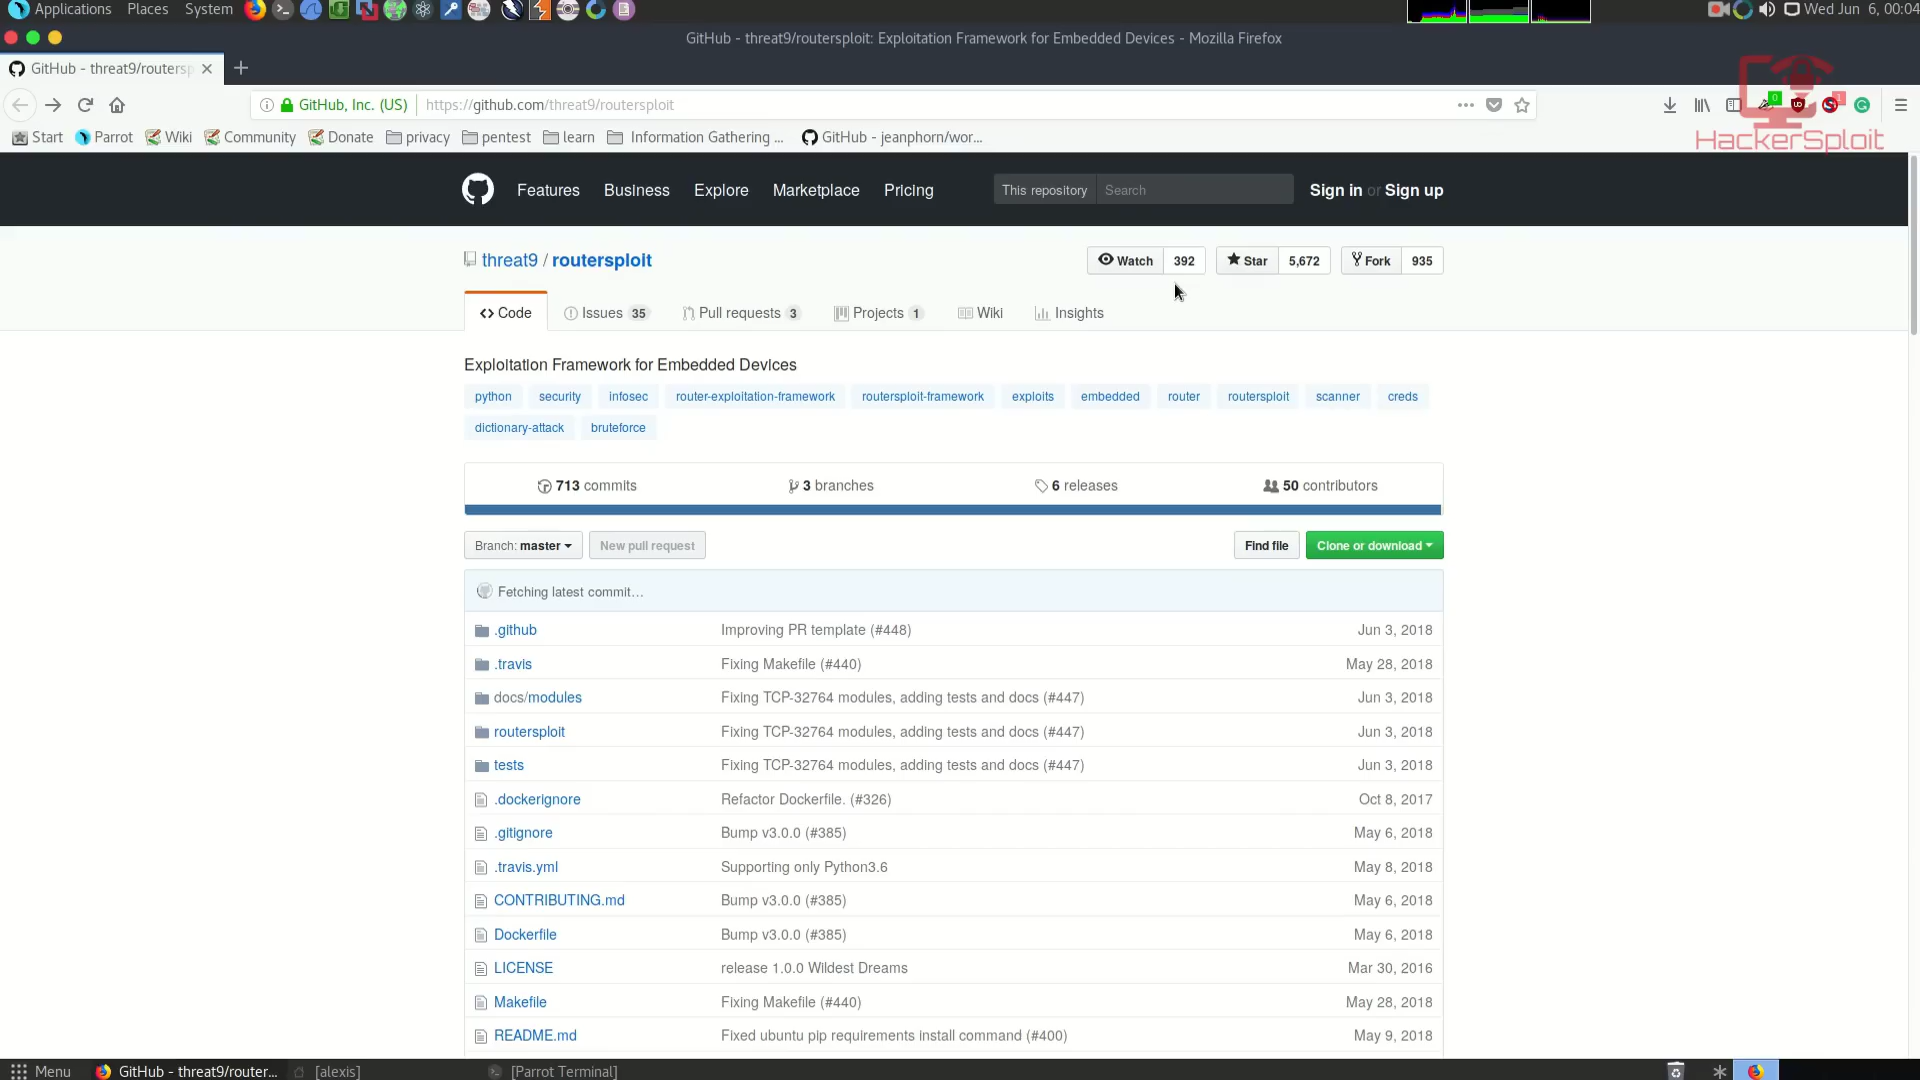 Applications Places System Wed Jun 6, 00:04
GitHub - threat9/routersploit: Exploitation Framework for Embedded Devices - Mozilla Firefox
GitHub - threat9/routersp
GitHub, Inc. (US) https://github.com/threat9/routersploit
Start Parrot Wiki Community Donate privacy pentest learn Information Gathering ... GitHub - jeanphorn/wor...
HackerSploit
Features Business Explore Marketplace Pricing This repository Search Sign in or Sign up
threat9 / routersploit Watch 392 Star 5,672 Fork 935
Code Issues 35 Pull requests 3 Projects 1 Wiki Insights
Exploitation Framework for Embedded Devices
python security infosec router-exploitation-framework routersploit-framework exploits embedded router routersploit scanner creds
dictionary-attack bruteforce
713 commits 3 branches 6 releases 50 contributors
Branch: master New pull request Find file Clone or download
Fetching latest commit…
.github Improving PR template (#448) Jun 3, 2018
.travis Fixing Makefile (#440) May 28, 2018
docs/modules Fixing TCP-32764 modules, adding tests and docs (#447) Jun 3, 2018
routersploit Fixing TCP-32764 modules, adding tests and docs (#447) Jun 3, 2018
tests Fixing TCP-32764 modules, adding tests and docs (#447) Jun 3, 2018
.dockerignore Refactor Dockerfile. (#326) Oct 8, 2017
.gitignore Bump v3.0.0 (#385) May 6, 2018
.travis.yml Supporting only Python3.6 May 8, 2018
CONTRIBUTING.md Bump v3.0.0 (#385) May 6, 2018
Dockerfile Bump v3.0.0 (#385) May 6, 2018
LICENSE release 1.0.0 Wildest Dreams Mar 30, 2016
Makefile Fixing Makefile (#440) May 28, 2018
README.md Fixed ubuntu pip requirements install command (#400) May 9, 2018
Menu GitHub - threat9/router... [alexis] [Parrot Terminal]